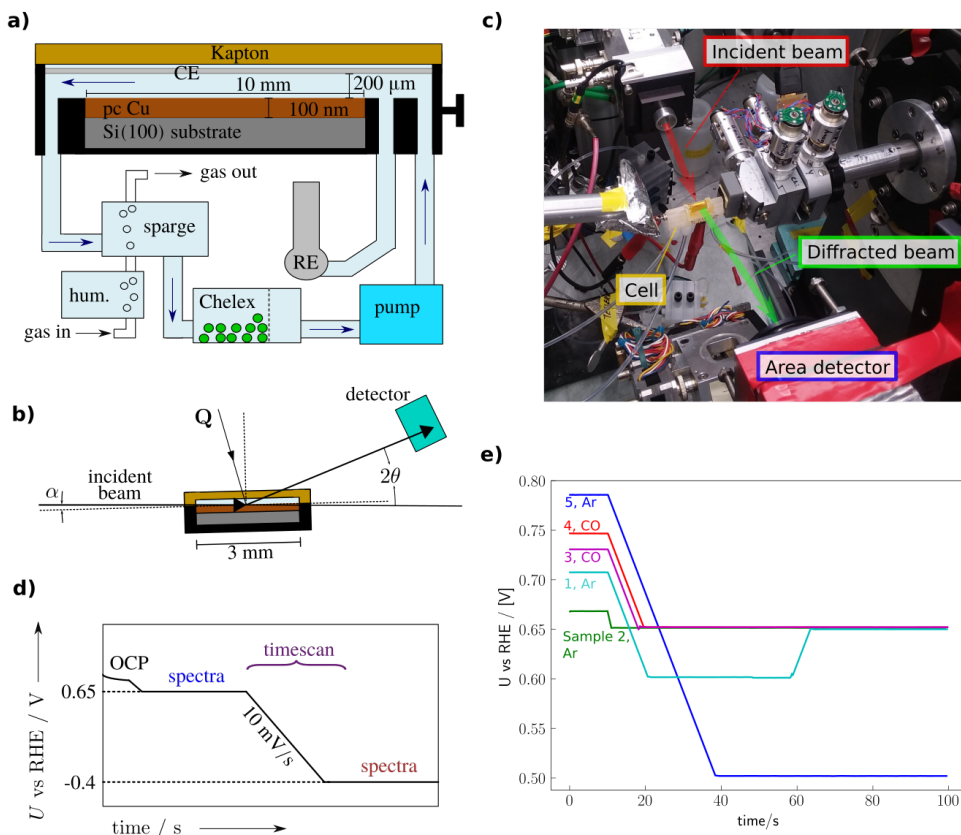 a)
Kapton
CE
10 mm
200 μm
pc Cu
100 nm
Si(100) substrate
gas out
sparge
RE
hum.
Chelex
pump
gas in
b)
detector
Q
incident
beam
α
2θ
3 mm
c)
Incident beam
Diffracted beam
Cell
Area detector
d)
U vs RHE / V
OCP
timescan
spectra
0.65
10 mV/s
spectra
-0.4
time / s
e)
U vs RHE / [V]
0.80
0.75
0.70
0.65
0.60
0.55
0.50
5, Ar
4, CO
3, CO
1, Ar
Sample 2,
Ar
0
20
40
60
80
100
time/s